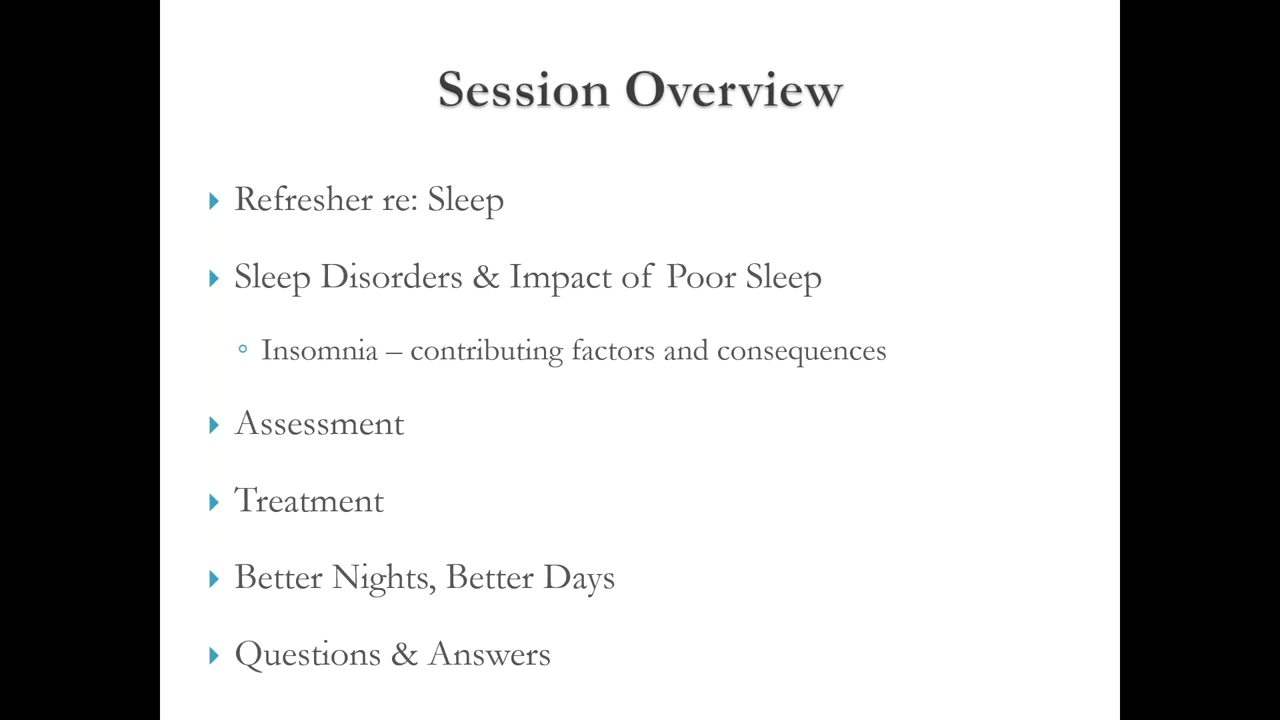 Session Overview
Refresher re: Sleep
Sleep Disorders & Impact of Poor Sleep
Insomnia – contributing factors and consequences
Assessment
Treatment
Better Nights, Better Days
Questions & Answers